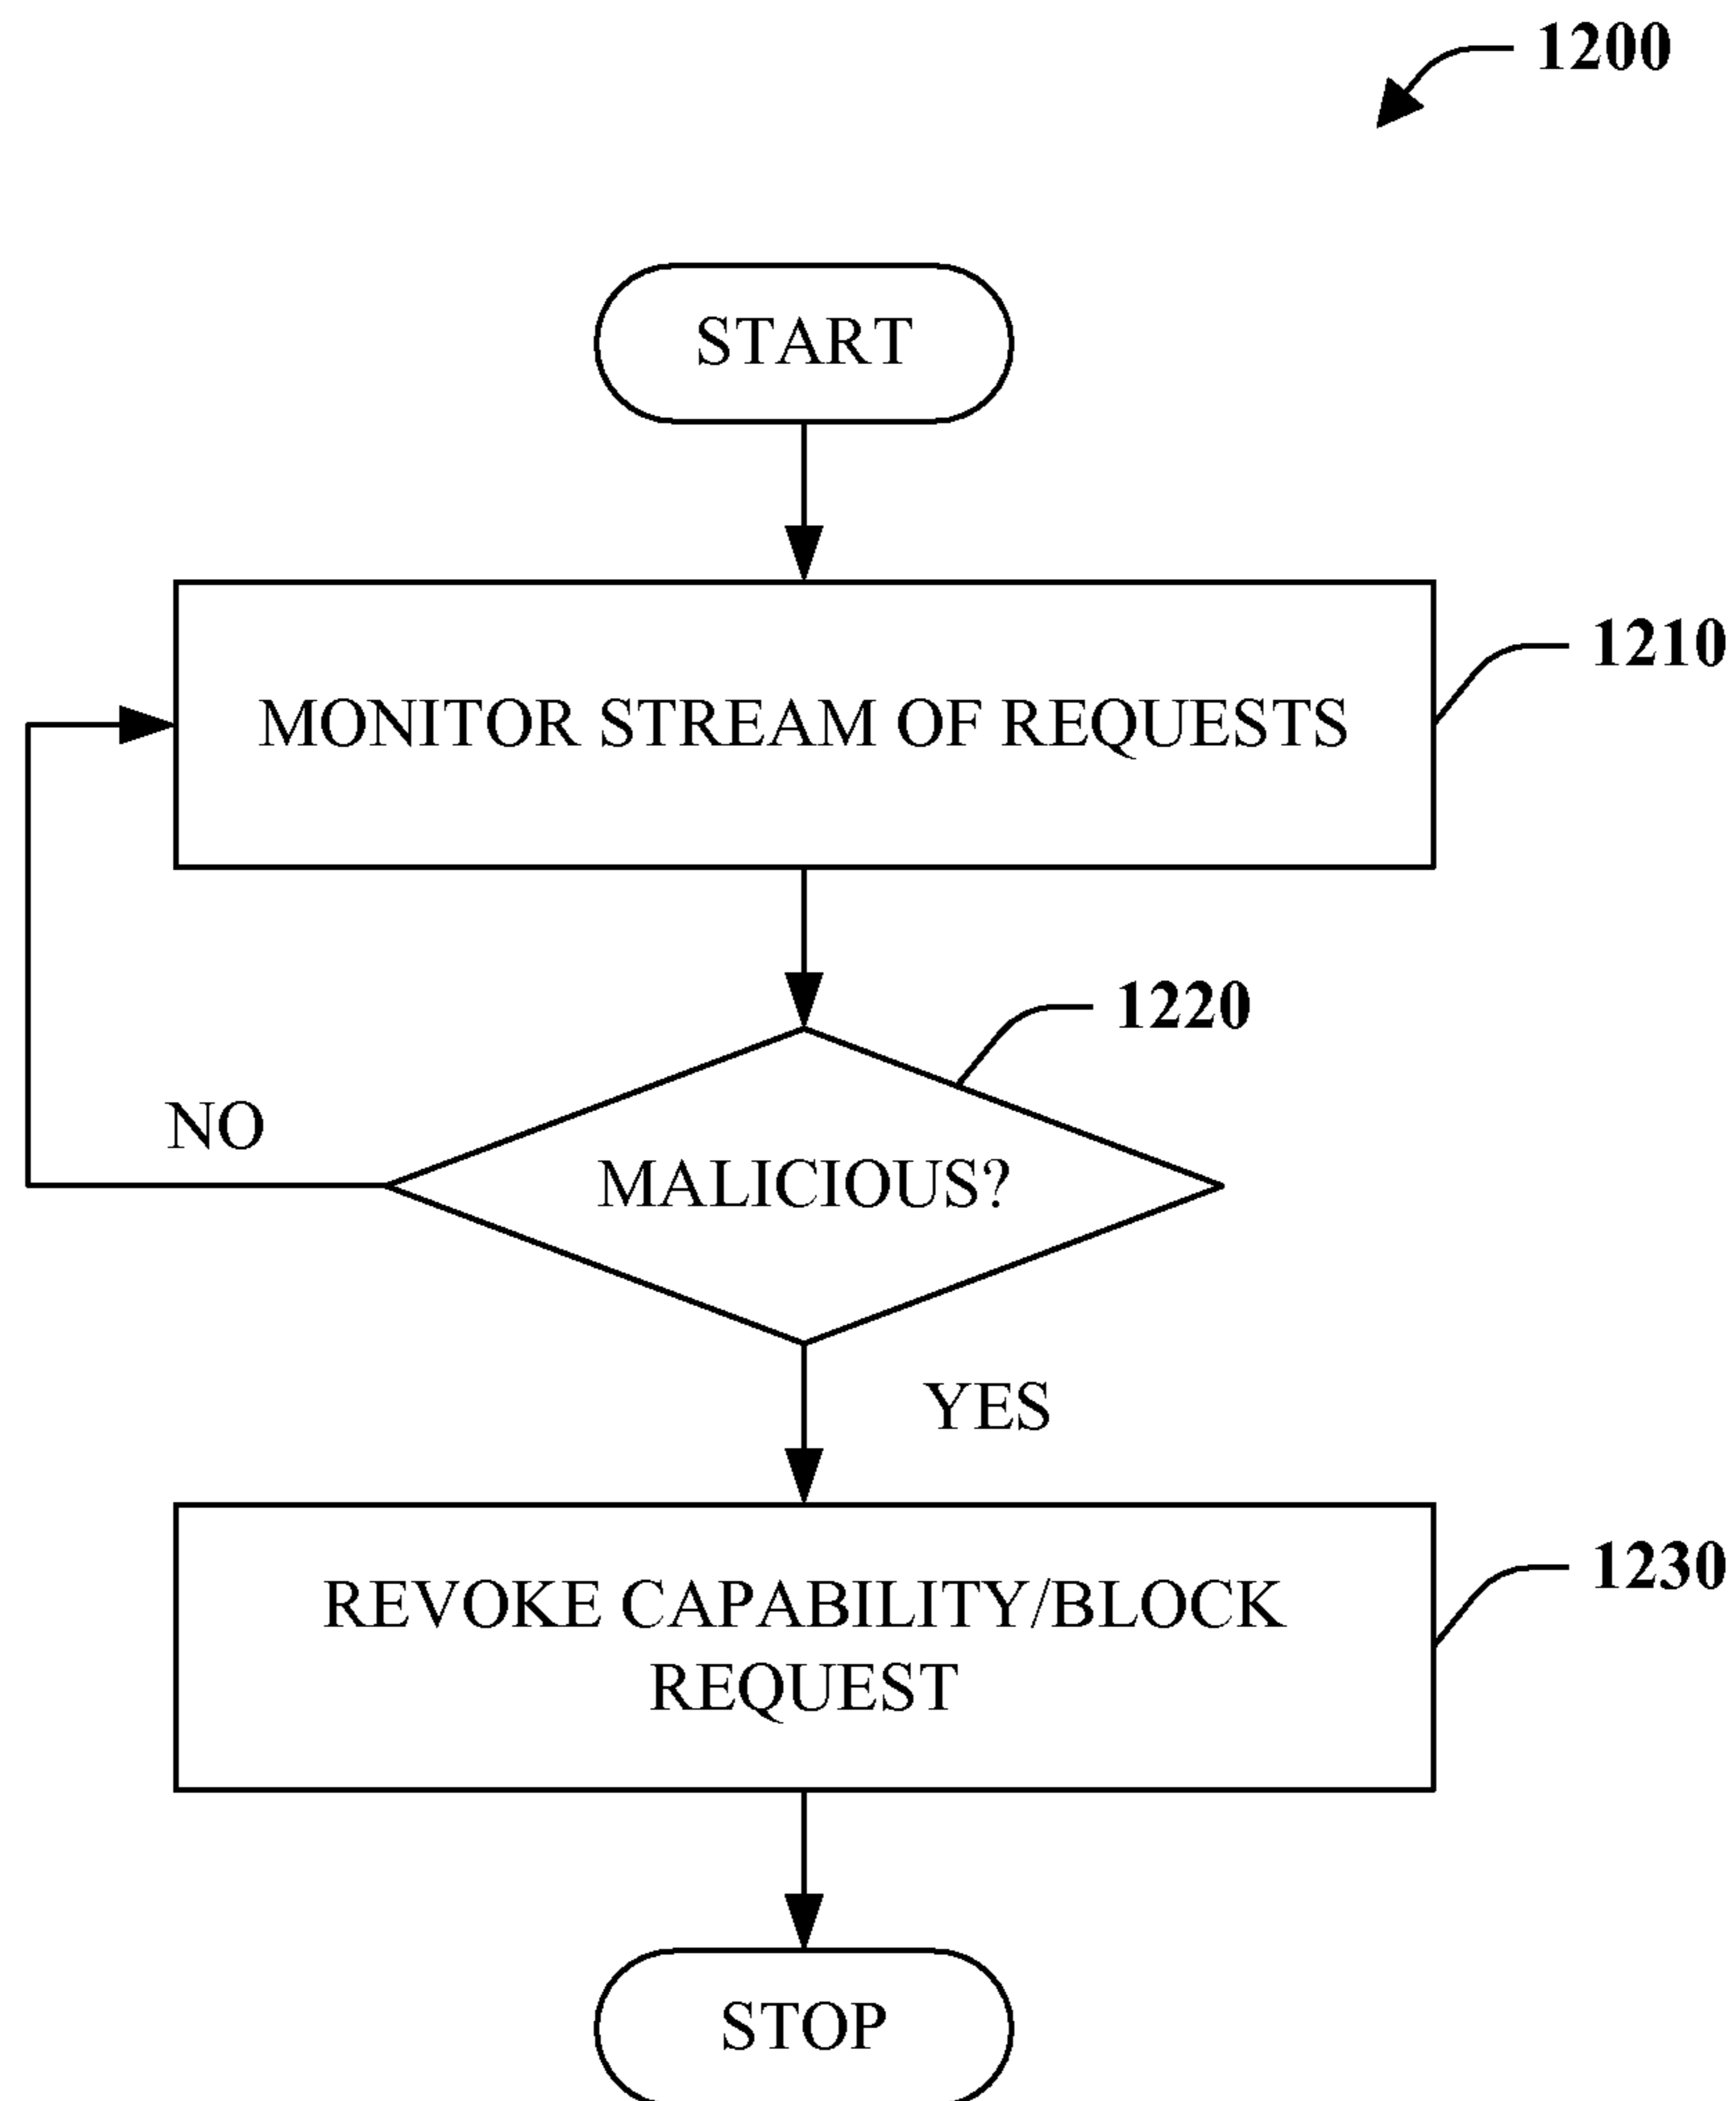 1200
START
MONITOR STREAM OF REQUESTS
1210
1220
NO
MALICIOUS?
YES
REVOKE CAPABILITY/BLOCK
REQUEST
1230
STOP